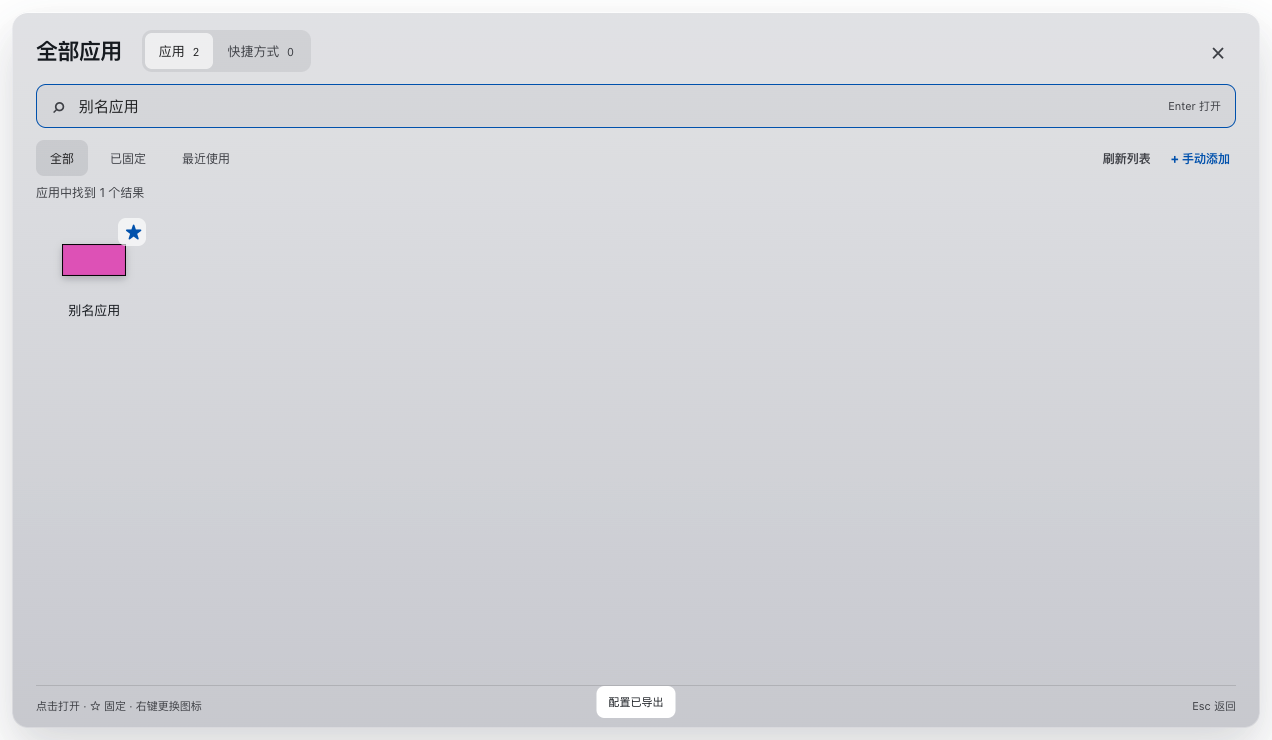 全部应用
应用 2
快捷方式 0
×
别名应用
Enter 打开
全部
已固定
最近使用
刷新列表
+ 手动添加
应用中找到 1 个结果
别名应用
点击打开 · ☆ 固定 · 右键更换图标
配置已导出
Esc 返回